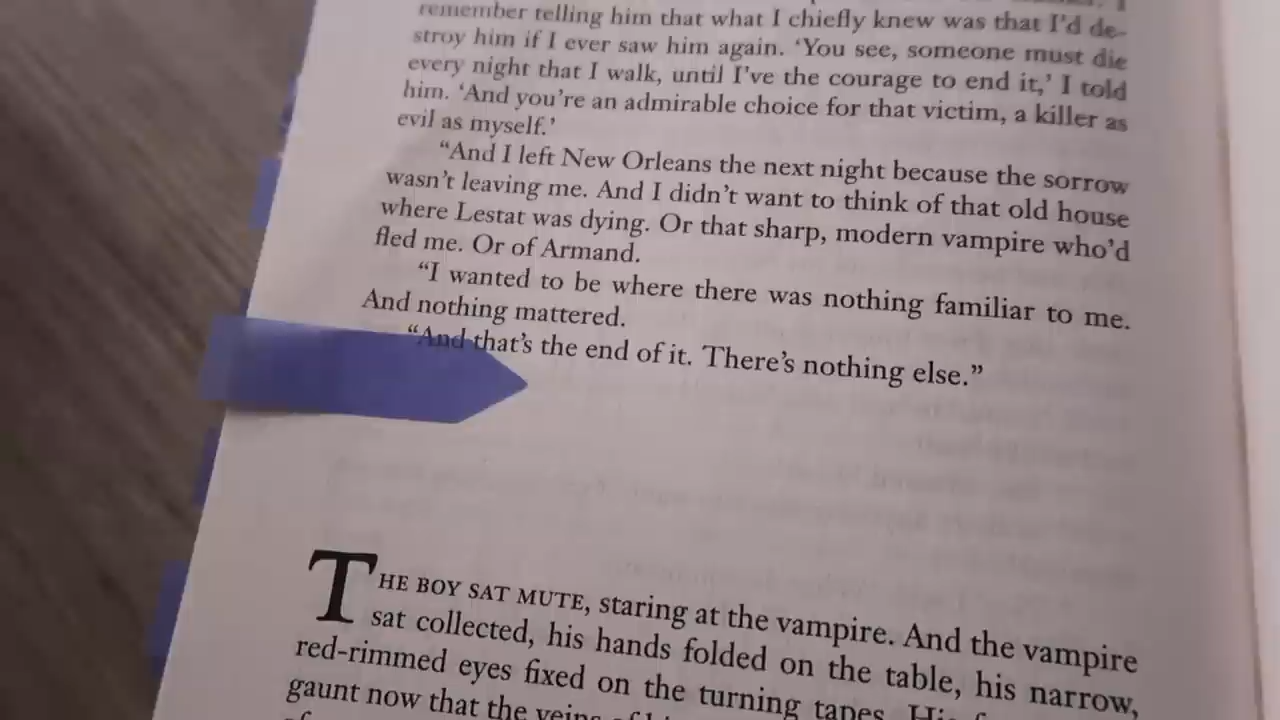 remember telling him that what I chiefly knew was that I'd de-
stroy him if I ever saw him again. ‘You see, someone must die
every night that I walk, until I've the courage to end it,’ I told
him. ‘And you're an admirable choice for that victim, a killer as
evil as myself.’
“And I left New Orleans the next night because the sorrow
wasn't leaving me. And I didn't want to think of that old house
where Lestat was dying. Or that sharp, modern vampire who'd
fled me. Or of Armand.
“I wanted to be where there was nothing familiar to me.
And nothing mattered.
“And that's the end of it. There's nothing else.”
THE BOY SAT MUTE, staring at the vampire. And the vampire
sat collected, his hands folded on the table, his narrow,
red-rimmed eyes fixed on the turning tapes. His
gaunt now that the veins of